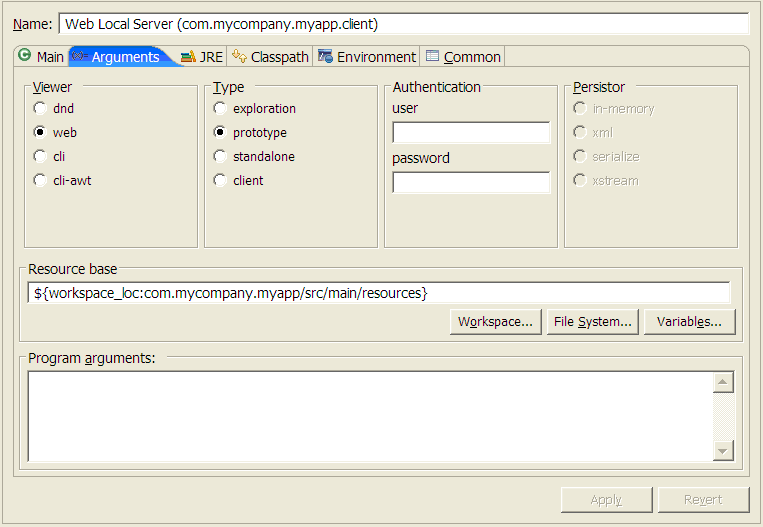 Name: Web Local Server (com.mycompany.myapp.client)
Main Arguments JRE Classpath Environment Common
Viewer Type Authentication Persistor
dnd exploration user in-memory
web prototype xml
cli standalone password serialize
cli-awt client xstream
Resource base
${workspace_loc:com.mycompany.myapp/src/main/resources}
Workspace... File System... Variables...
Program arguments:
Apply Revert